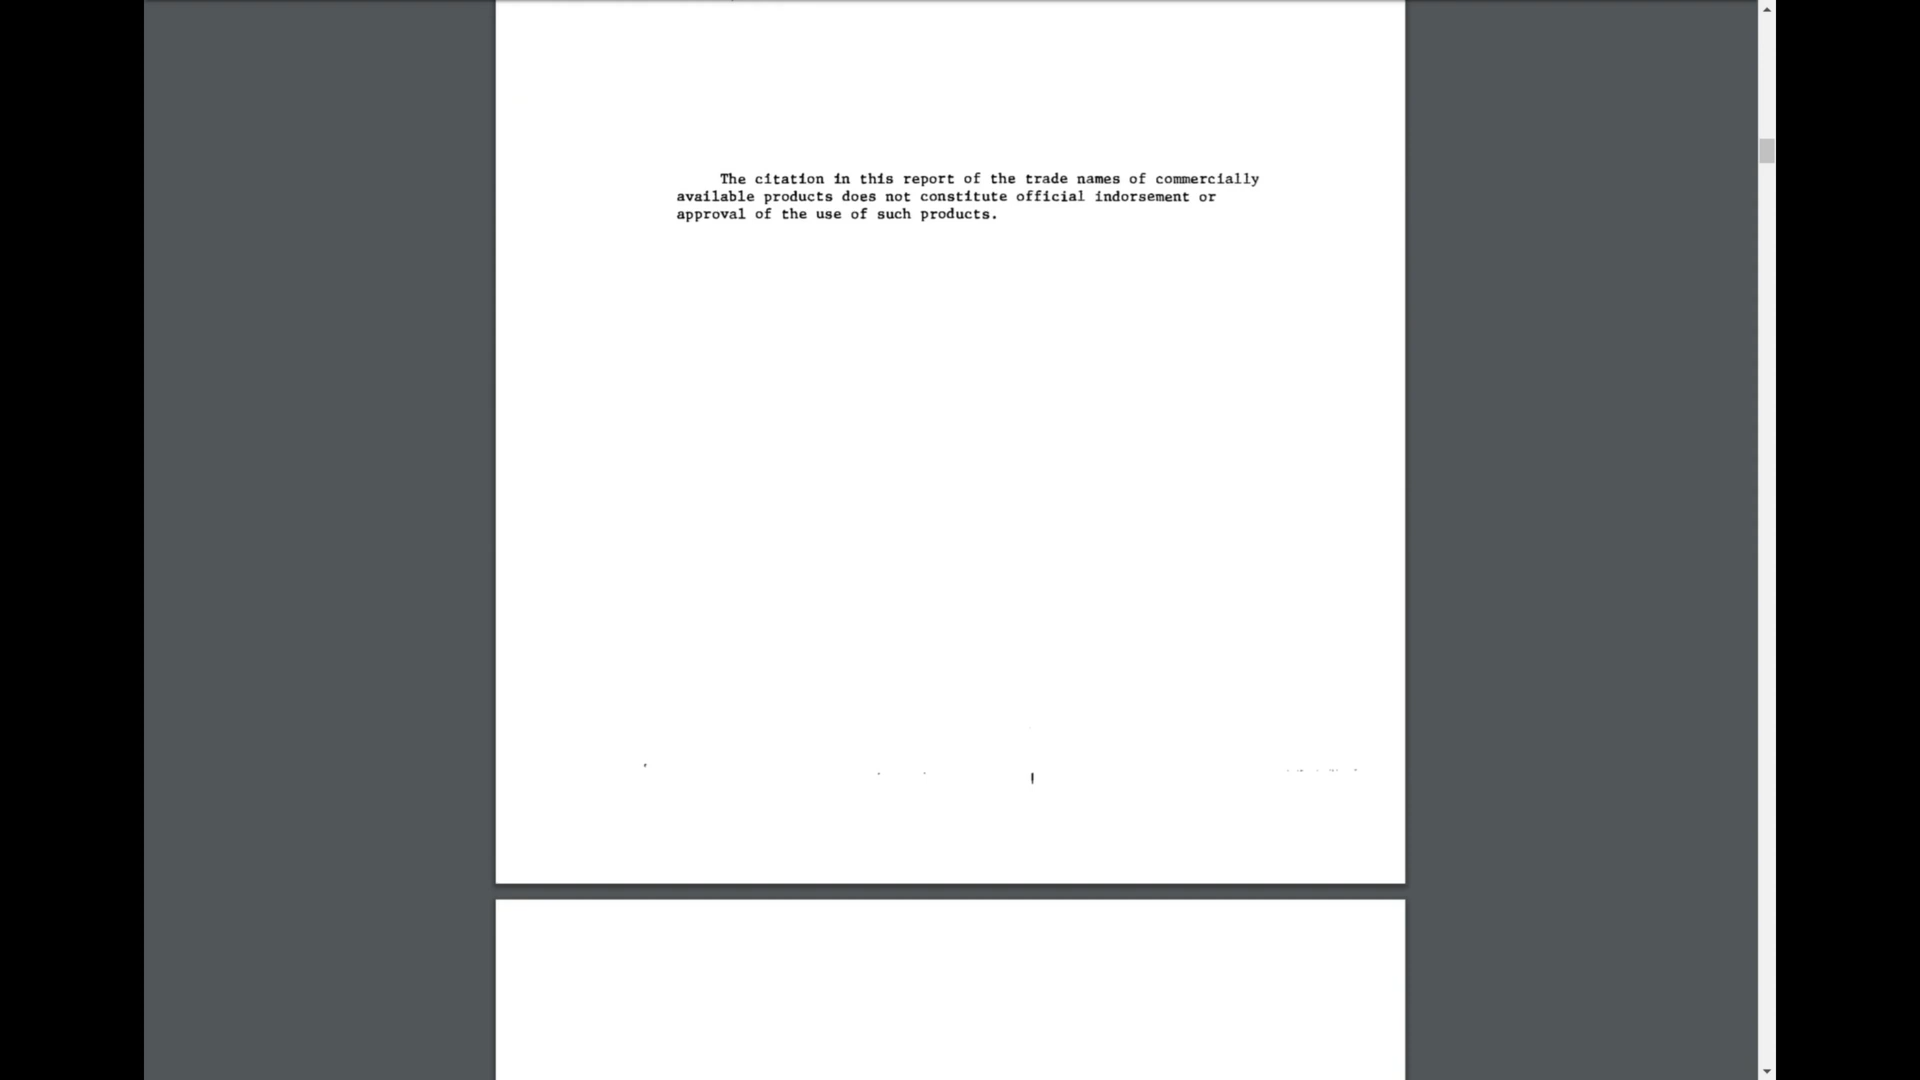 The citation in this report of the trade names of commercially
available products does not constitute official indorsement or
approval of the use of such products.